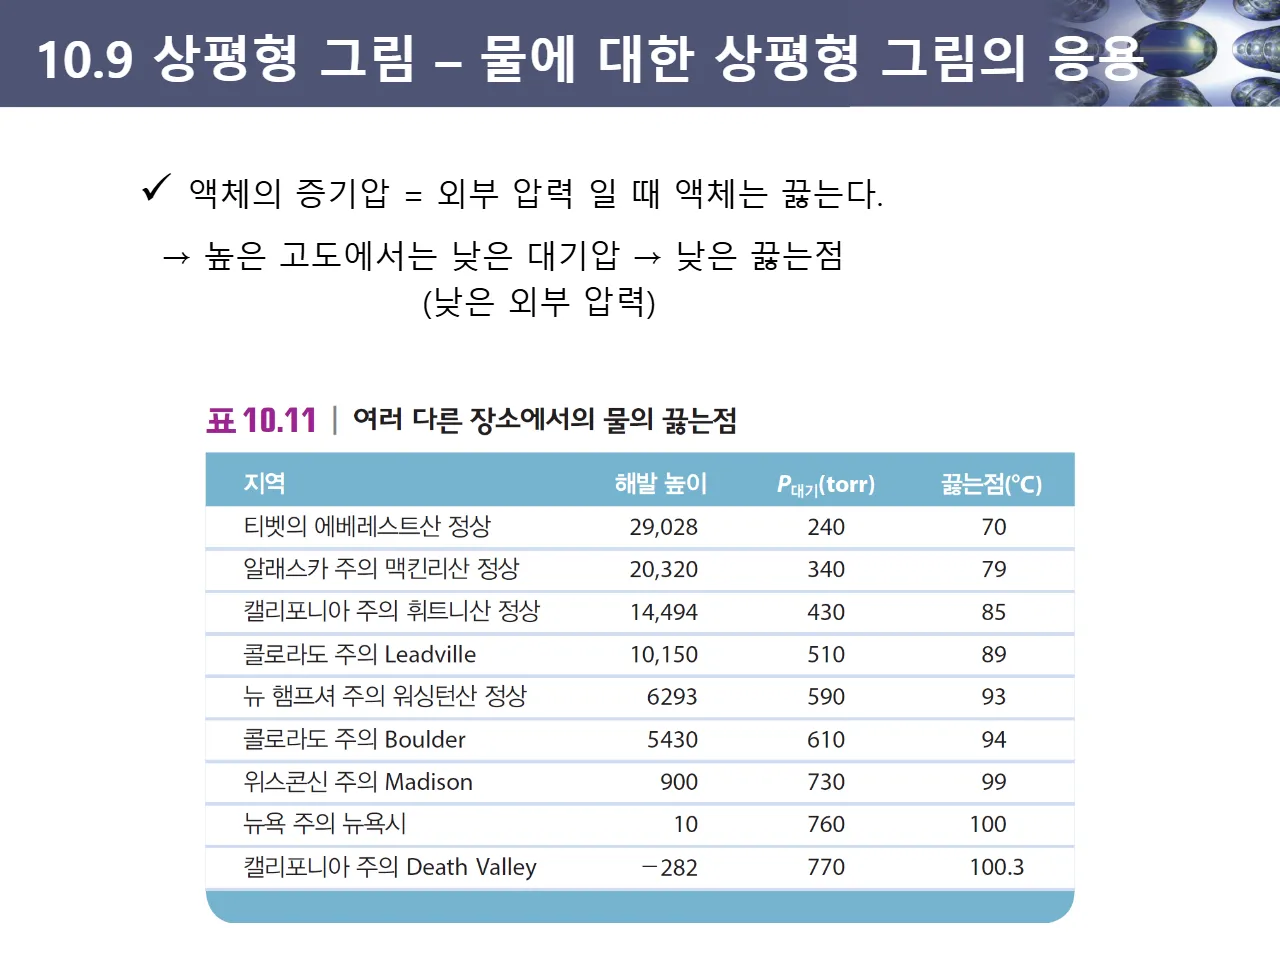 10.9 상평형 그림 – 물에 대한 상평형 그림의 응용
✓ 액체의 증기압 = 외부 압력 일 때 액체는 끓는다.
→ 높은 고도에서는 낮은 대기압 → 낮은 끓는점
(낮은 외부 압력)
표 10.11 | 여러 다른 장소에서의 물의 끓는점
지역 해발 높이 P대기(torr) 끓는점(°C)
티벳의 에베레스트산 정상 29,028 240 70
알래스카 주의 맥킨리산 정상 20,320 340 79
캘리포니아 주의 휘트니산 정상 14,494 430 85
콜로라도 주의 Leadville 10,150 510 89
뉴 햄프셔 주의 워싱턴산 정상 6293 590 93
콜로라도 주의 Boulder 5430 610 94
위스콘신 주의 Madison 900 730 99
뉴욕 주의 뉴욕시 10 760 100
캘리포니아 주의 Death Valley −282 770 100.3